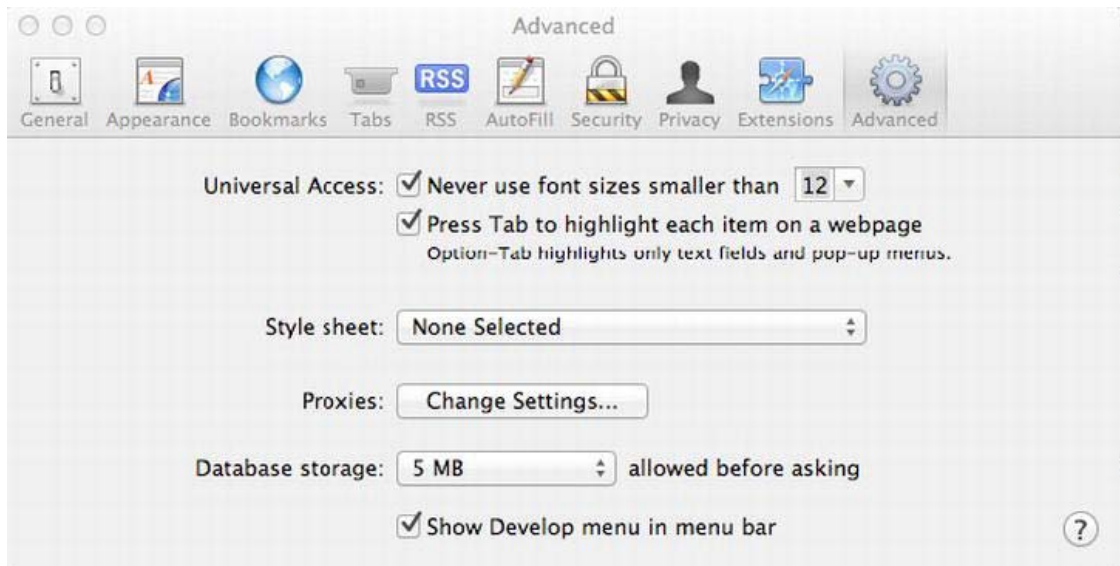 Advanced
RSS
General Appearance Bookmarks Tabs RSS AutoFill Security Privacy Extensions Advanced
Universal Access: Never use font sizes smaller than 12
Press Tab to highlight each item on a webpage
Option-Tab highlights only text fields and pop-up menus.
Style sheet: None Selected
Proxies: Change Settings...
Database storage: 5 MB allowed before asking
Show Develop menu in menu bar
?